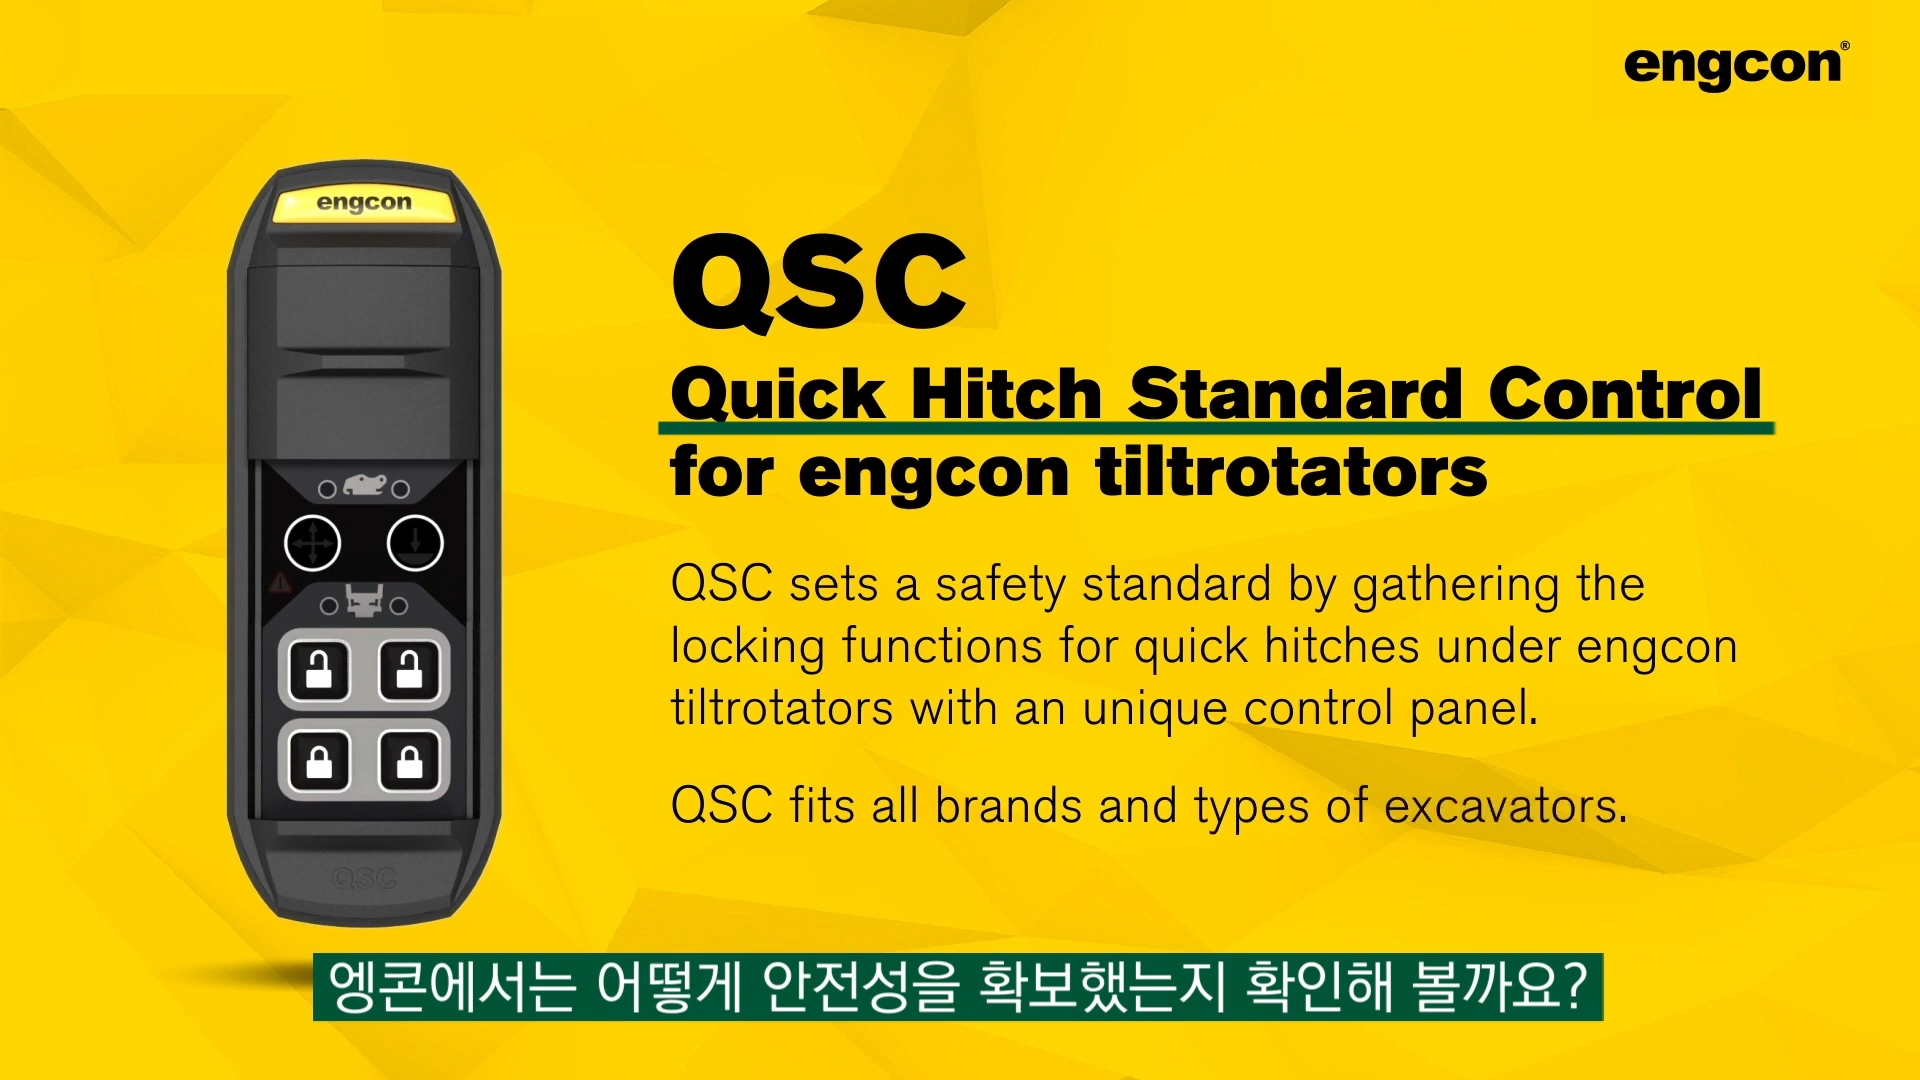 engcon®
engcon
QSC
Quick Hitch Standard Control
for engcon tiltrotators
QSC sets a safety standard by gathering the
locking functions for quick hitches under engcon
tiltrotators with an unique control panel.
QSC fits all brands and types of excavators.
QSC
엥콘에서는 어떻게 안전성을 확보했는지 확인해 볼까요?